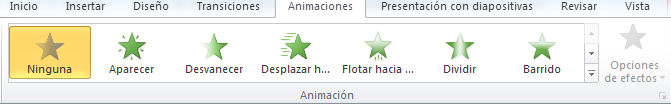 Inicio Insertar Diseño Transiciones Animaciones Presentación con diapositivas Revisar Vista
Ninguna Aparecer Desvanecer Desplazar h... Flotar hacia ... Dividir Barrido
Opciones
de efectos
Animación